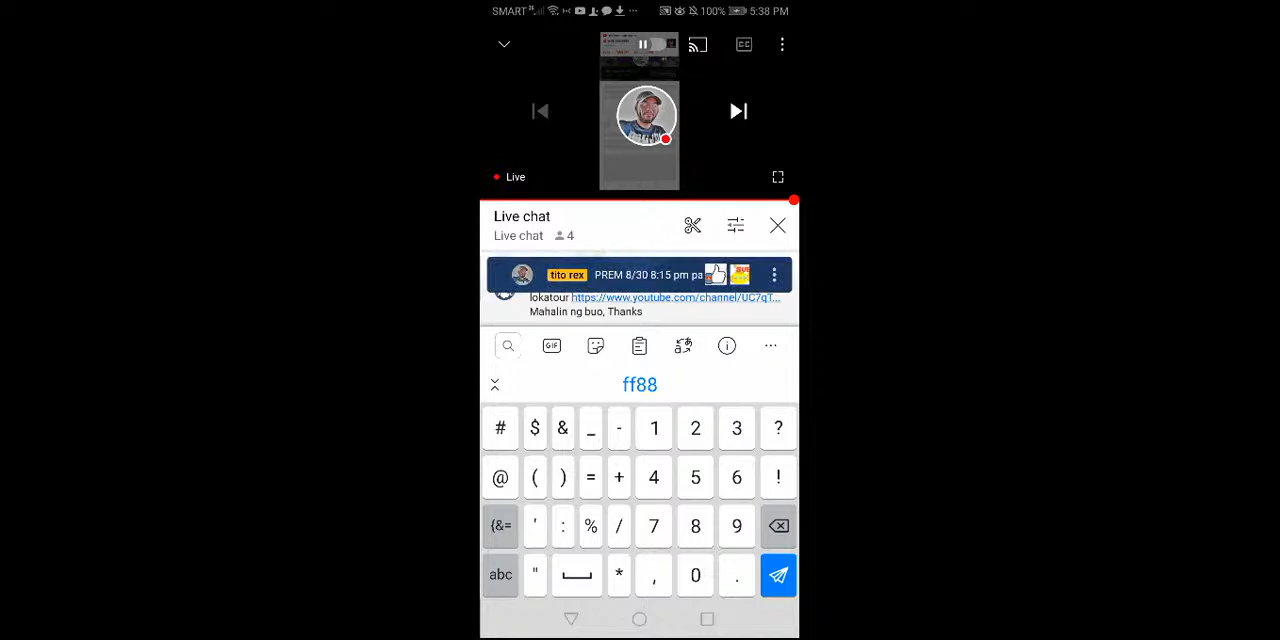 SMART 100% 5:38 PM
CC
Live
Live chat
Live chat 4
tito rex PREM 8/30 8:15 pm pa
lokatour https://www.youtube.com/channel/UC7qT...
Mahalin ng buo, Thanks
GIF
ff88
# $ & _ - 1 2 3 ?
@ ( ) = + 4 5 6 !
{&= ' : % / 7 8 9
abc " * , 0 .